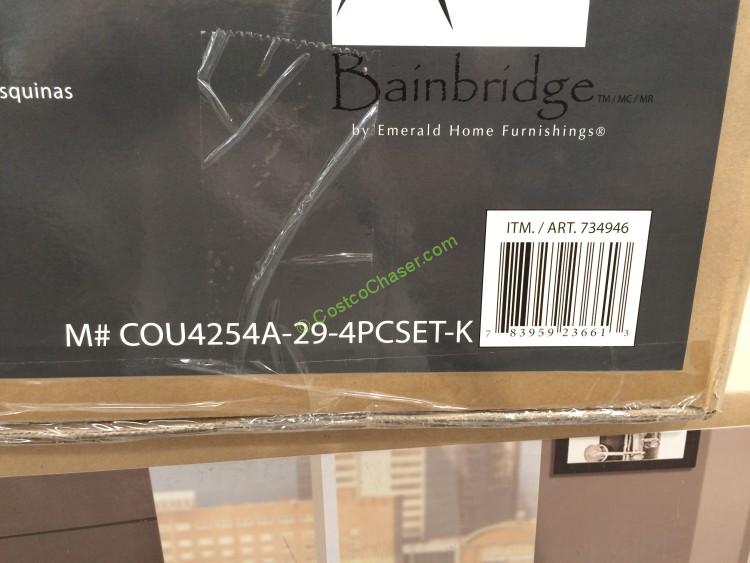 squinas
Bainbridge TM/MC/MR
by Emerald Home Furnishings®
ITM. / ART. 734946
7 83959 23661 3
M# COU4254A-29-4PCSET-K
© CostcoChaser.com